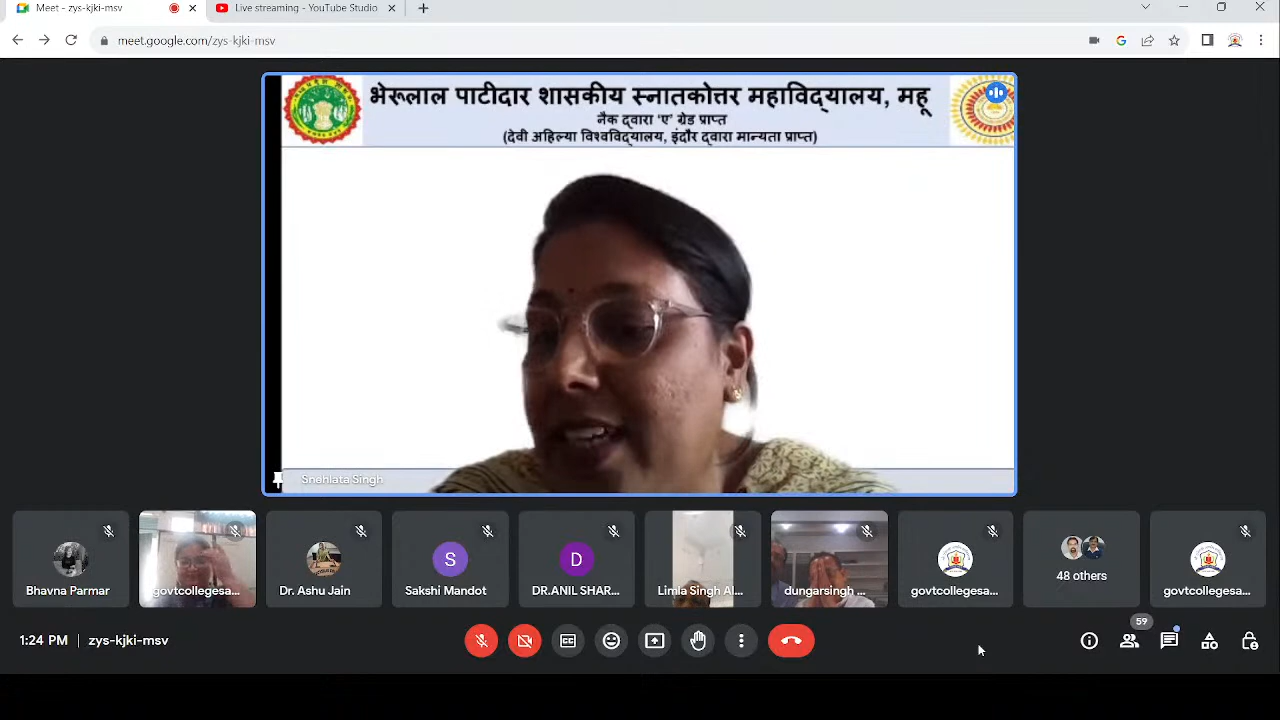 Meet - zys-kjki-msv
Live streaming - YouTube Studio
meet.google.com/zys-kjki-msv
भेरूलाल पाटीदार शासकीय स्नातकोत्तर महाविद्यालय, महू
नैक द्वारा 'ए' ग्रेड प्राप्त
(देवी अहिल्या विश्वविद्यालय, इंदौर द्वारा मान्यता प्राप्त)
Snehlata Singh
S
D
Bhavna Parmar
govtcollegesa...
Dr. Ashu Jain
Sakshi Mandot
DR.ANIL SHAR...
Limla Singh Al...
dungarsingh ...
govtcollegesa...
48 others
govtcollegesa...
59
1:24 PM | zys-kjki-msv
CC